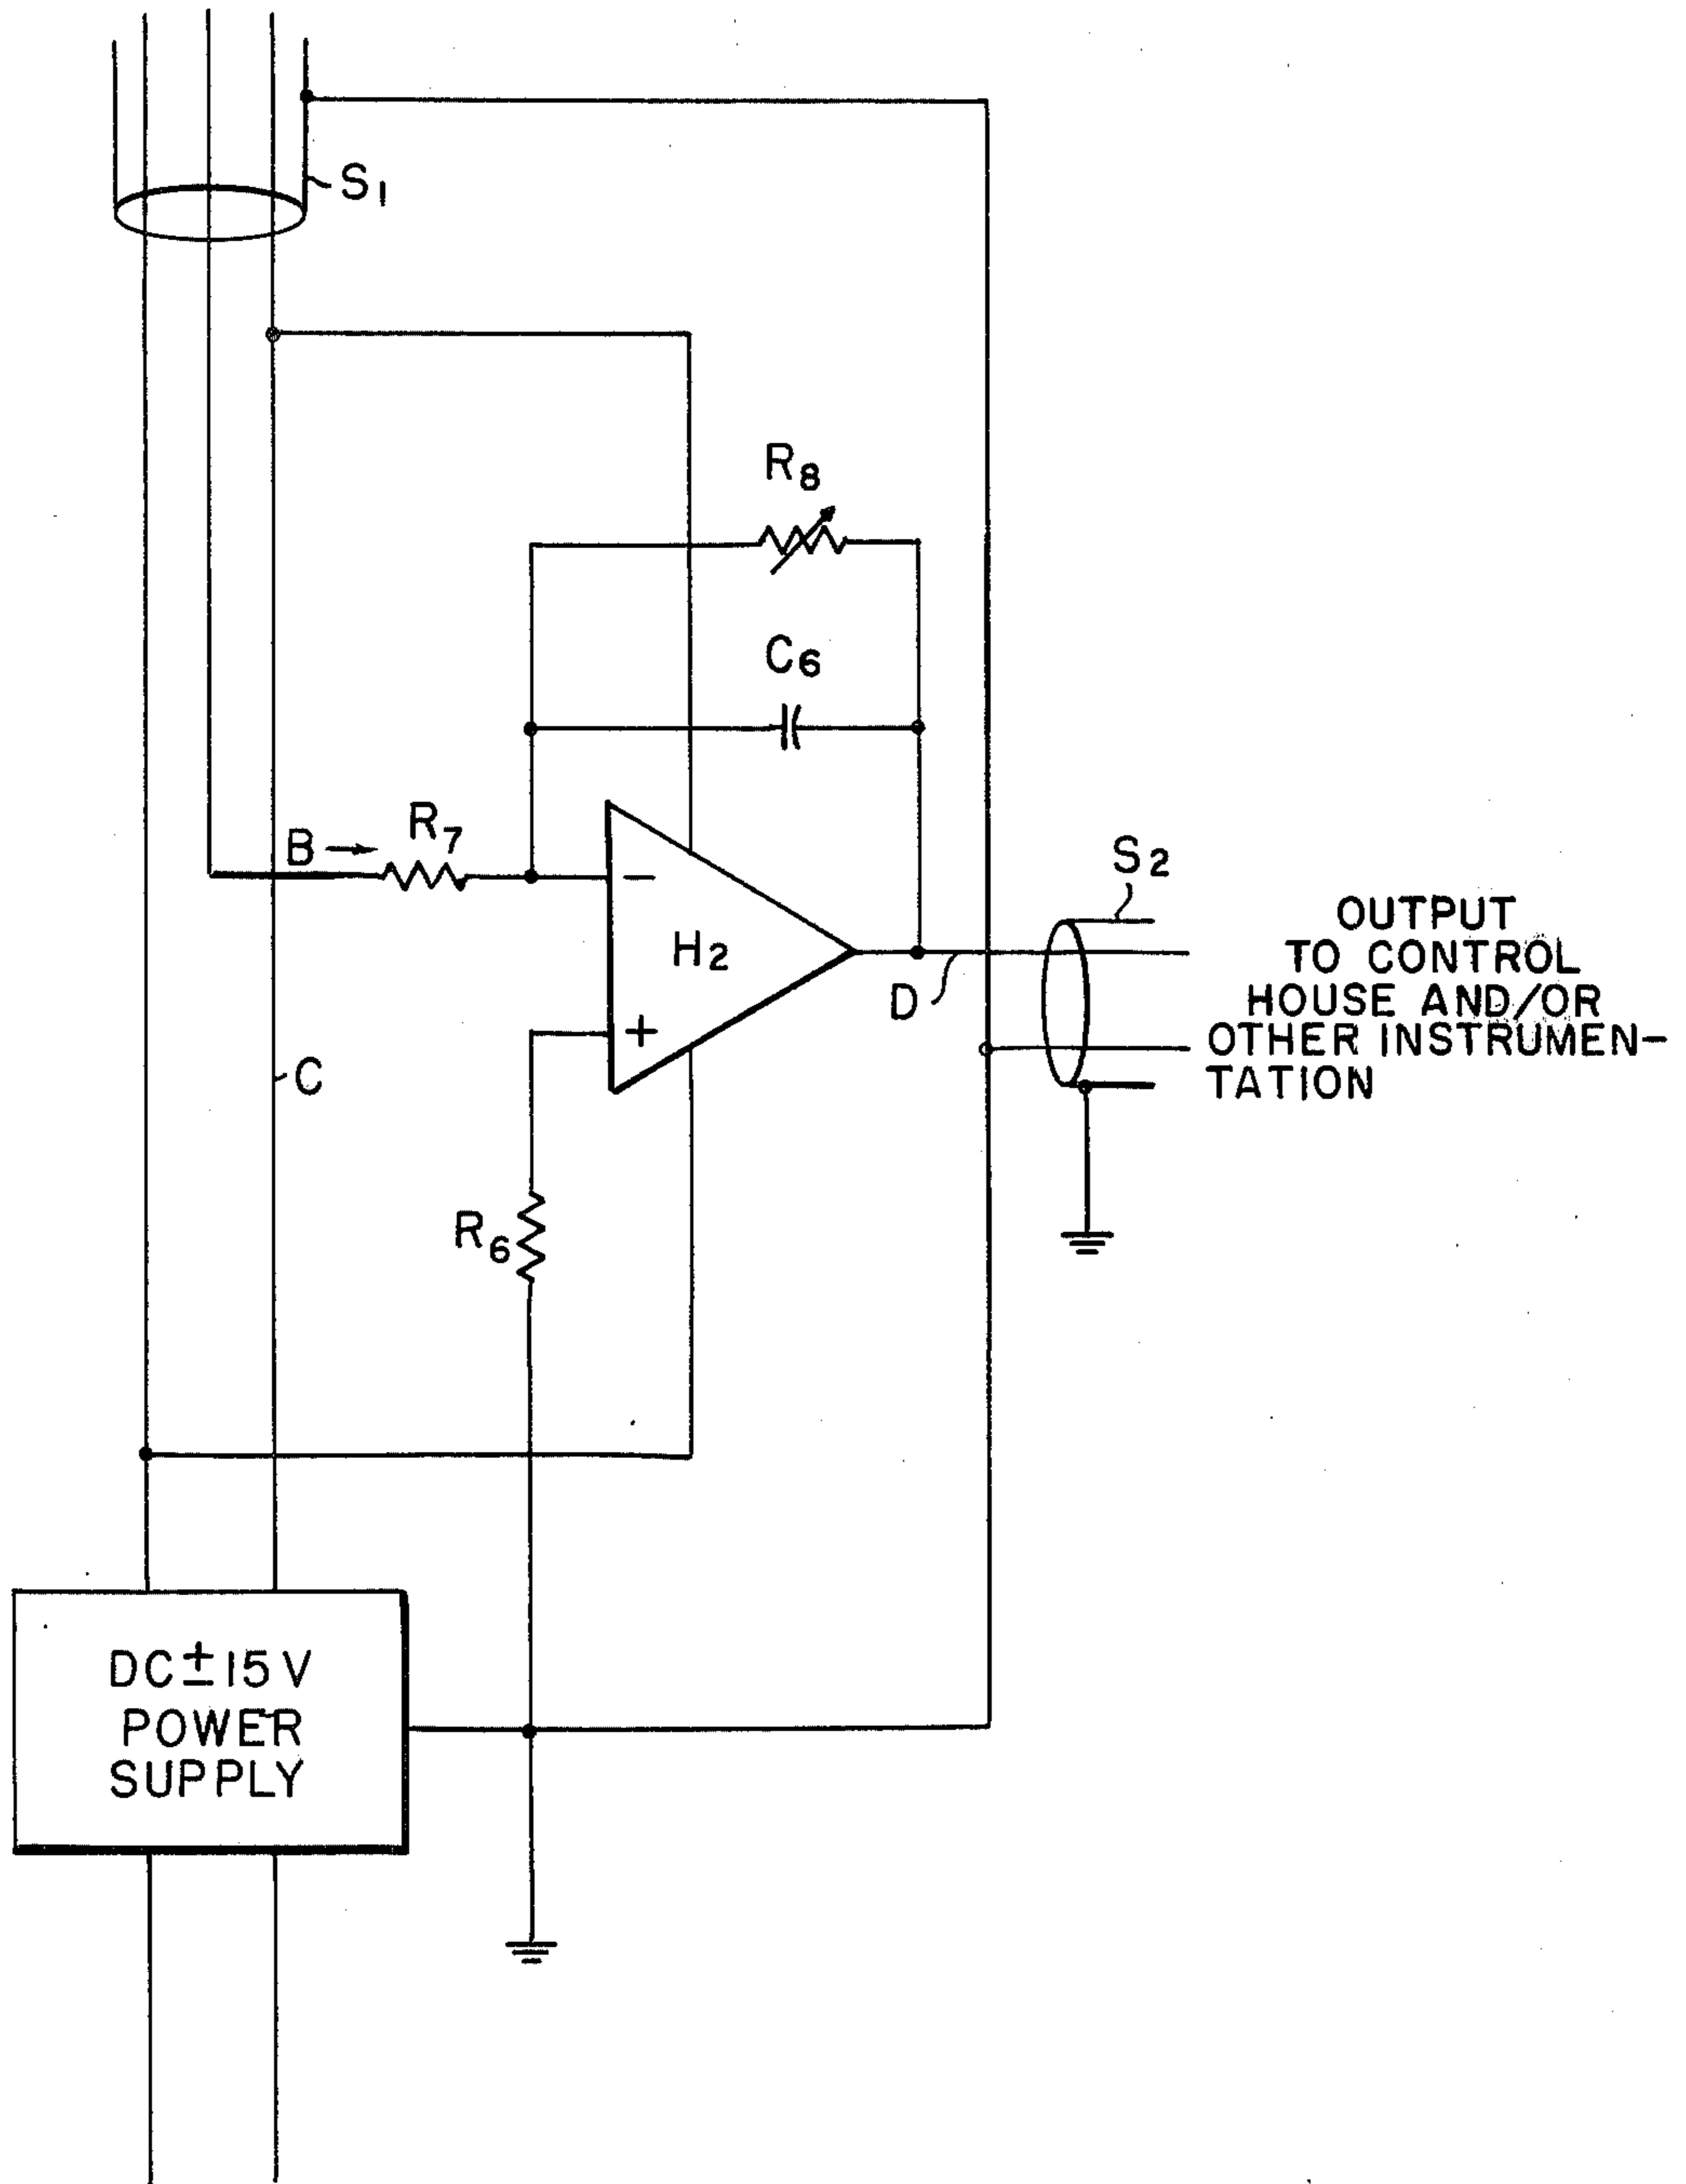 S1
R8
C6
B
R7
S2
H2
−
+
D
OUTPUT
TO CONTROL
HOUSE AND/OR
OTHER INSTRUMEN-
TATION
C
R6
DC±15V
POWER
SUPPLY